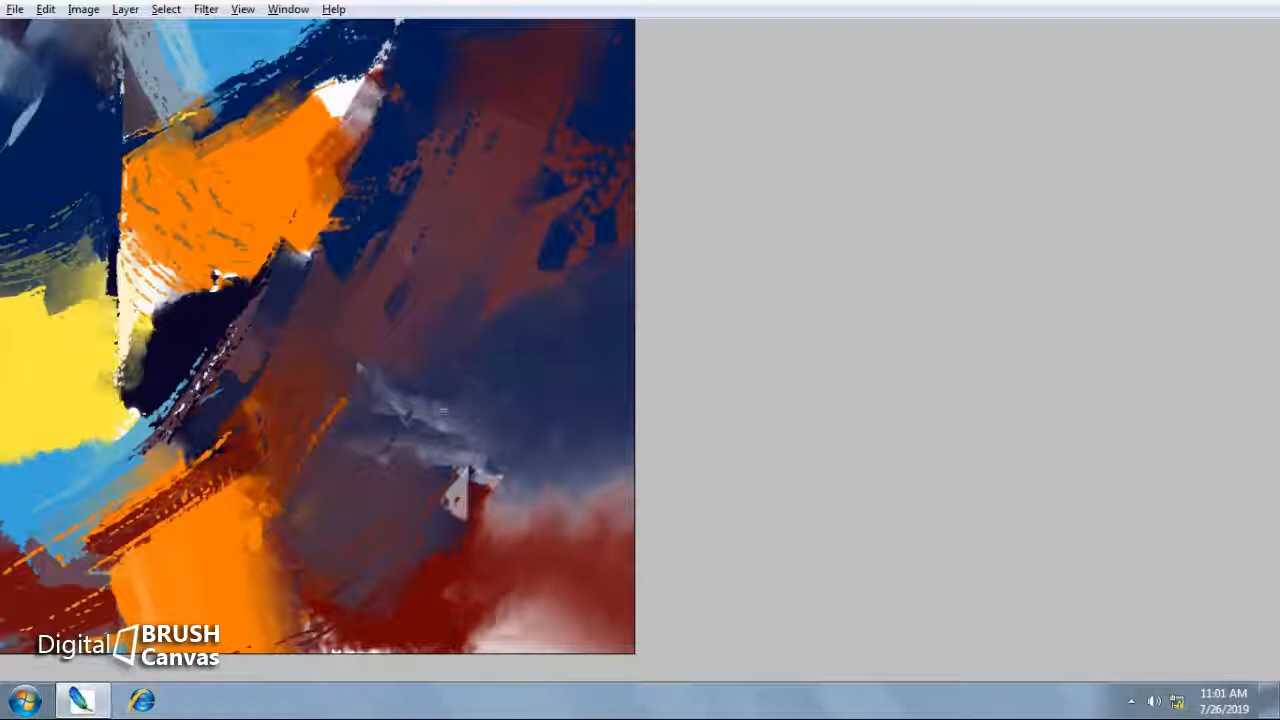 File Edit Image Layer Select Filter View Window Help
Digital BRUSH
Canvas
11:01 AM
7/26/2019